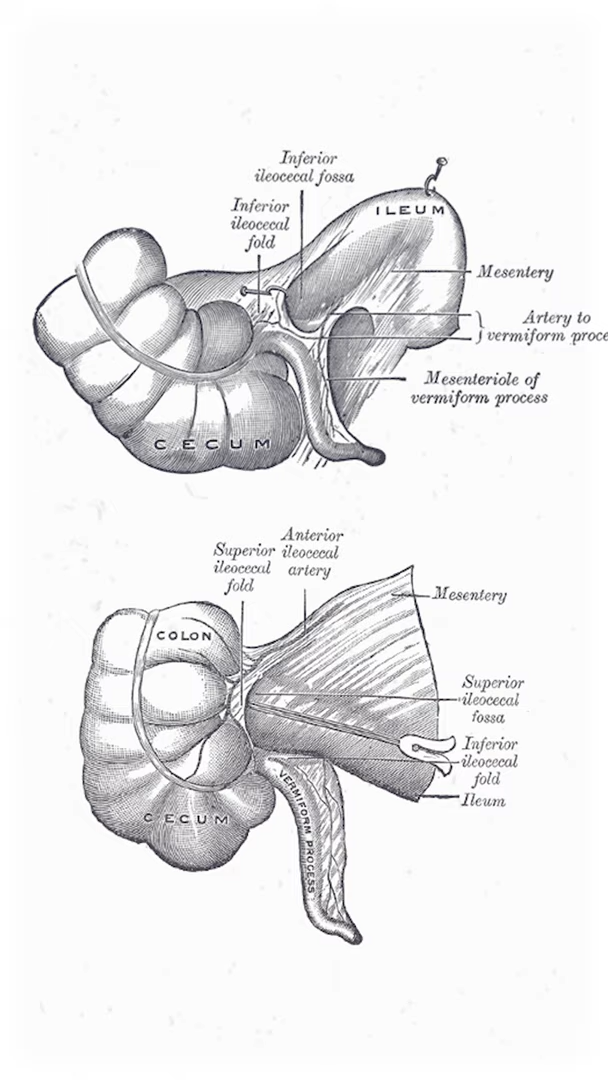 Inferior
ileocecal fossa
Inferior
ileocecal
fold
ILEUM
Mesentery
Artery to
vermiform proce
Mesenteriole of
vermiform process
CECUM
Anterior
Superior ileocecal
ileocecal artery
fold
Mesentery
COLON
Superior
ileocecal
fossa
Inferior
ileocecal
fold
Ileum
CECUM
VERMIFORM PROCESS